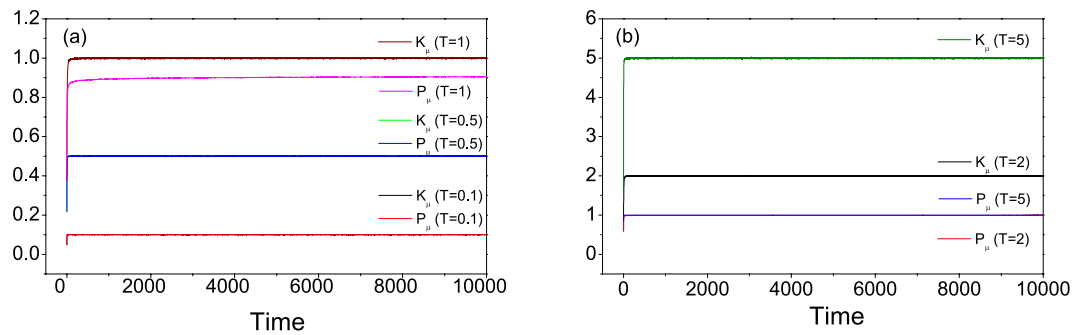 (a)
1.2
1.0
0.8
0.6
0.4
0.2
0.0
K_μ (T=1)
P_μ (T=1)
K_μ (T=0.5)
P_μ (T=0.5)
K_μ (T=0.1)
P_μ (T=0.1)
0 2000 4000 6000 8000 10000
Time
(b)
6
5
4
3
2
1
0
K_μ (T=5)
K_μ (T=2)
P_μ (T=5)
P_μ (T=2)
0 2000 4000 6000 8000 10000
Time